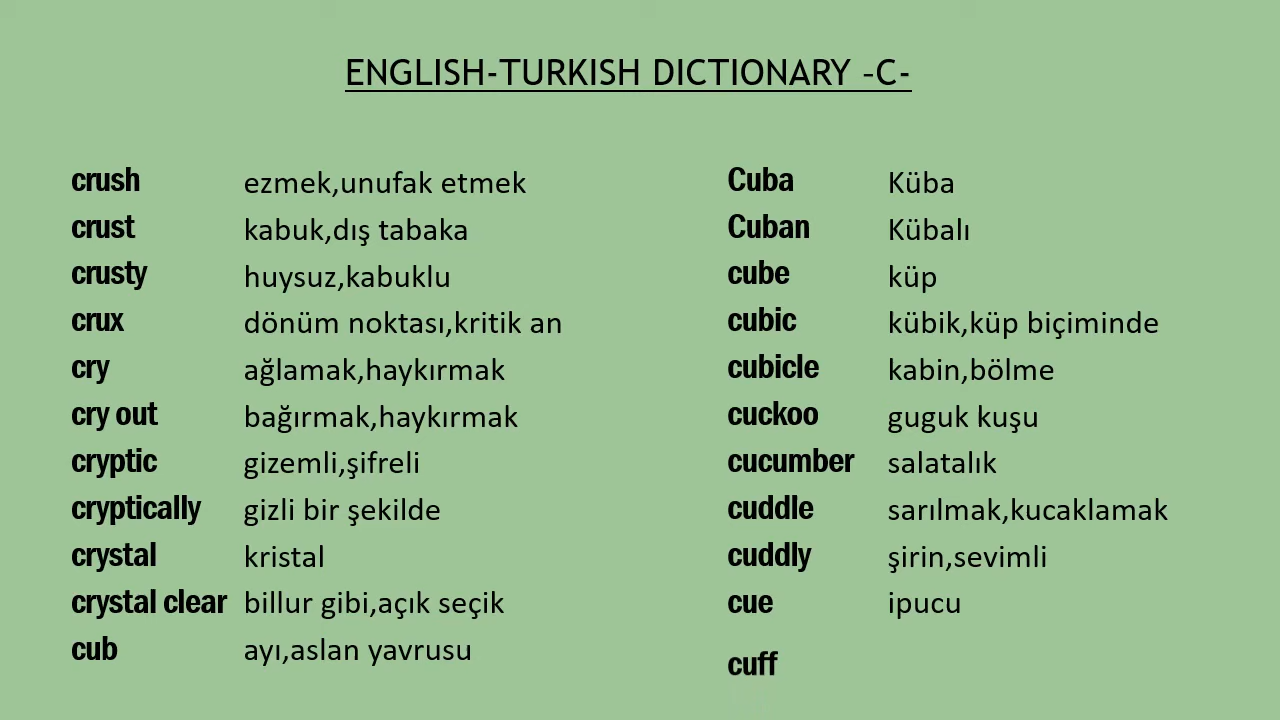 ENGLISH-TURKISH DICTIONARY –C-
crush ezmek,unufak etmek
crust kabuk,dış tabaka
crusty huysuz,kabuklu
crux dönüm noktası,kritik an
cry ağlamak,haykırmak
cry out bağırmak,haykırmak
cryptic gizemli,şifreli
cryptically gizli bir şekilde
crystal kristal
crystal clear billur gibi,açık seçik
cub ayı,aslan yavrusu
Cuba Küba
Cuban Kübalı
cube küp
cubic kübik,küp biçiminde
cubicle kabin,bölme
cuckoo guguk kuşu
cucumber salatalık
cuddle sarılmak,kucaklamak
cuddly şirin,sevimli
cue ipucu
cuff